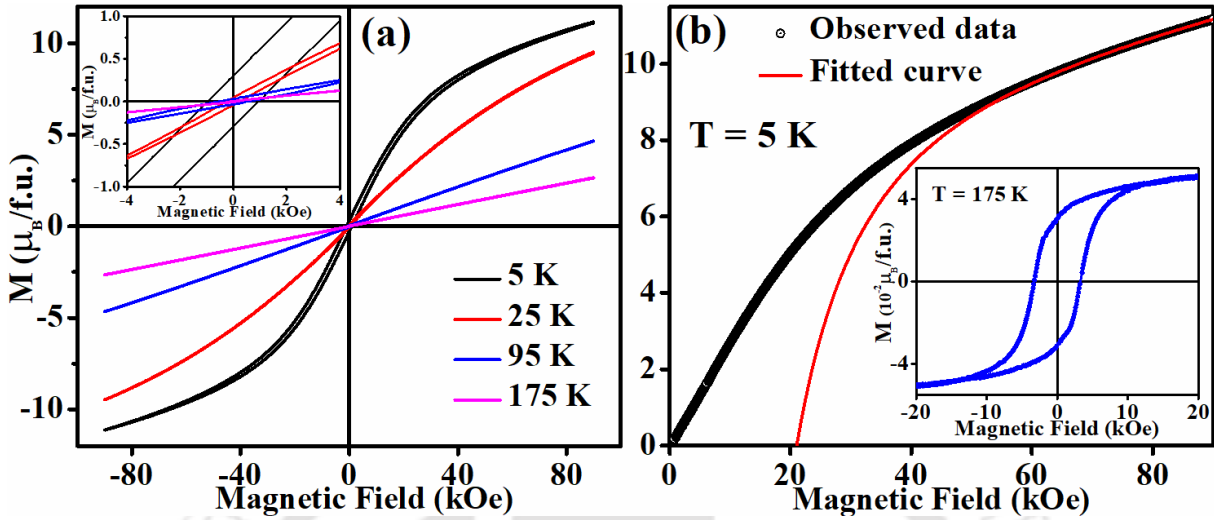 (a)
M (μB/f.u.)
10
5
0
-5
-10
-80
-40
0
40
80
Magnetic Field (kOe)
5 K
25 K
95 K
175 K
M (μB/f.u.)
1.0
0.5
0.0
-0.5
-1.0
-4
-2
0
2
4
Magnetic Field (kOe)
(b)
Observed data
Fitted curve
T = 5 K
10
8
6
4
2
0
0
20
40
60
80
Magnetic Field (kOe)
T = 175 K
M (10⁻² μB/f.u.)
4
0
-4
-20
-10
0
10
20
Magnetic Field (kOe)